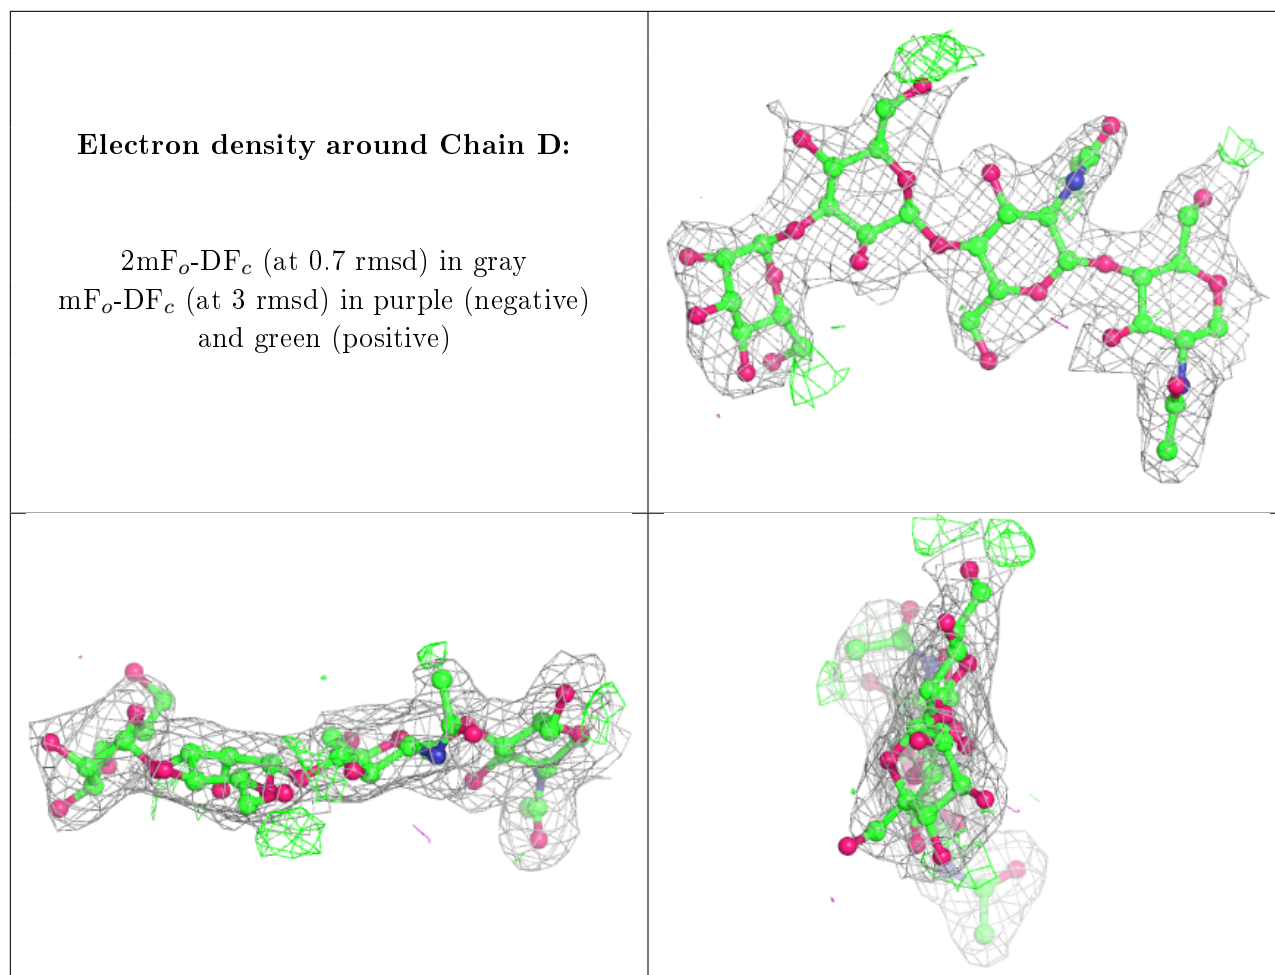 Electron density around Chain D:
2mFₒ-DF𝒸 (at 0.7 rmsd) in gray
mFₒ-DF𝒸 (at 3 rmsd) in purple (negative)
and green (positive)